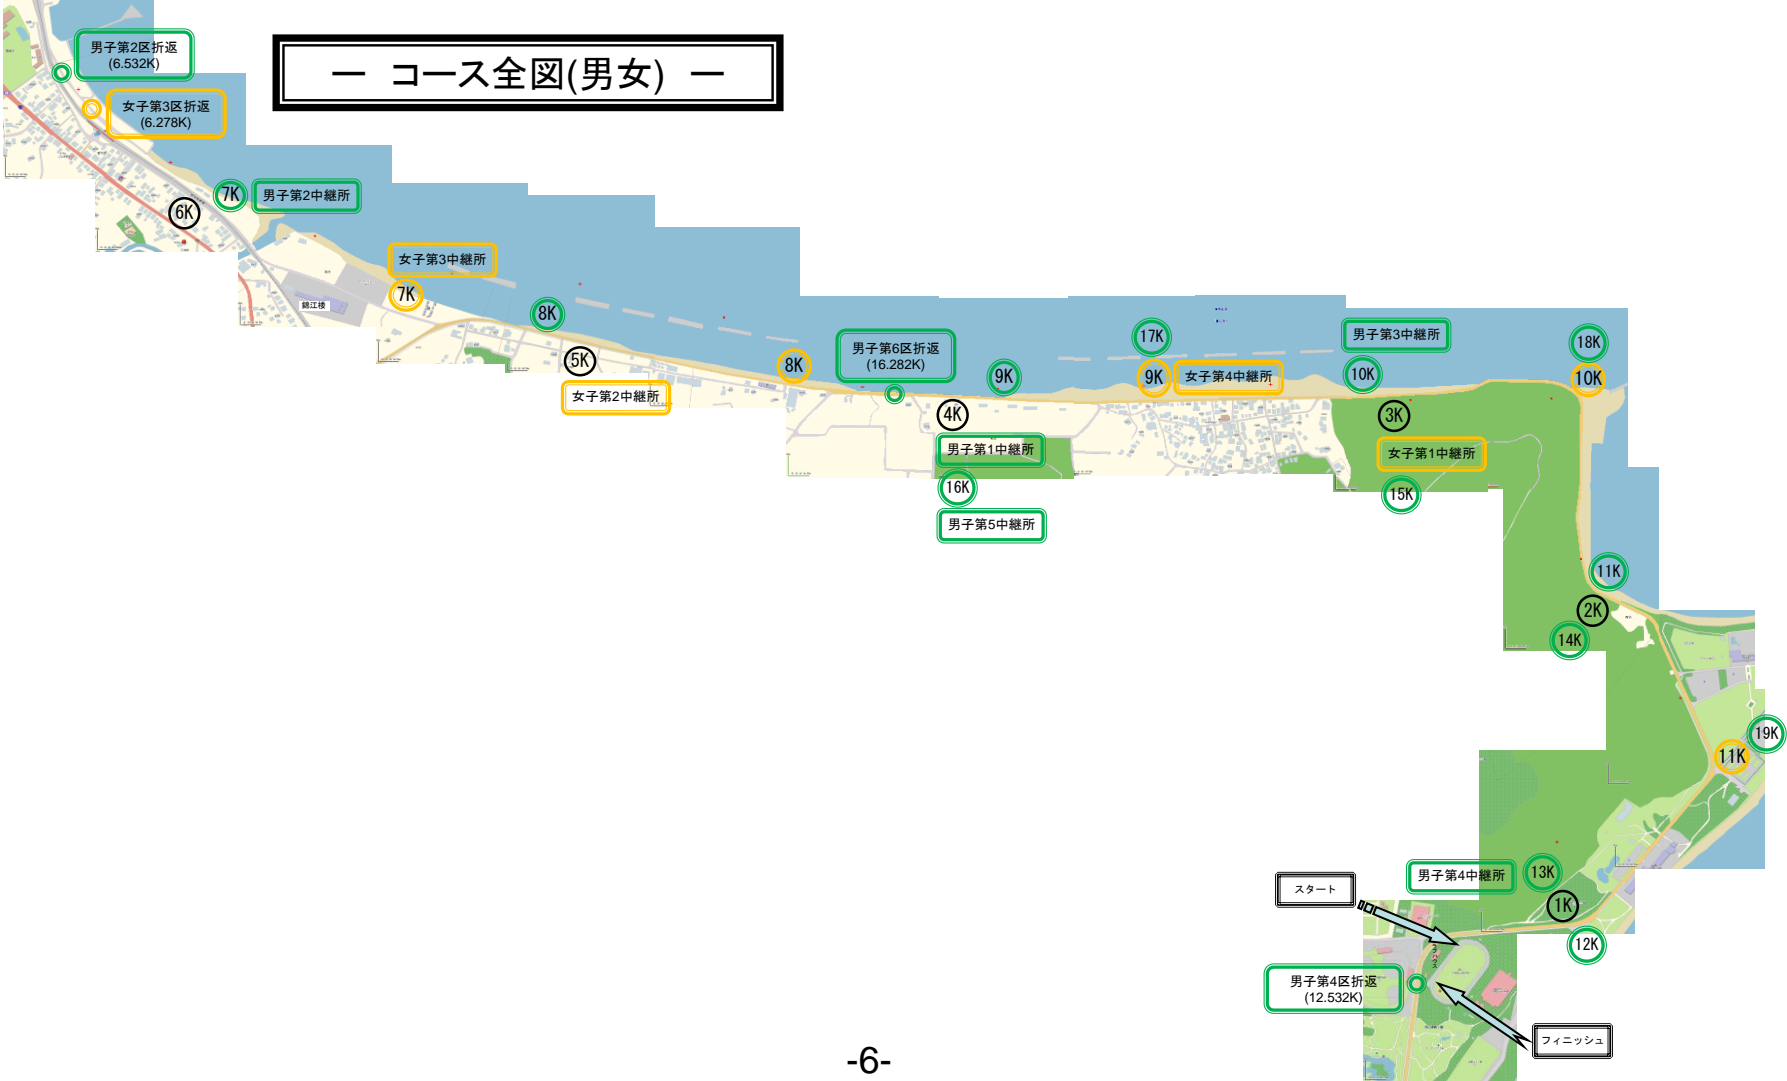 ― コース全図(男女) ―
男子第2区折返
(6.532K)
女子第3区折返
(6.278K)
7K
男子第2中継所
6K
女子第3中継所
7K
錦江楼
8K
5K
女子第2中継所
8K
男子第6区折返
(16.282K)
9K
4K
男子第1中継所
16K
男子第5中継所
17K
9K
女子第4中継所
男子第3中継所
10K
3K
女子第1中継所
15K
18K
10K
11K
2K
14K
19K
11K
男子第4中継所
13K
1K
12K
スタート
男子第4区折返
(12.532K)
フィニッシュ
-6-